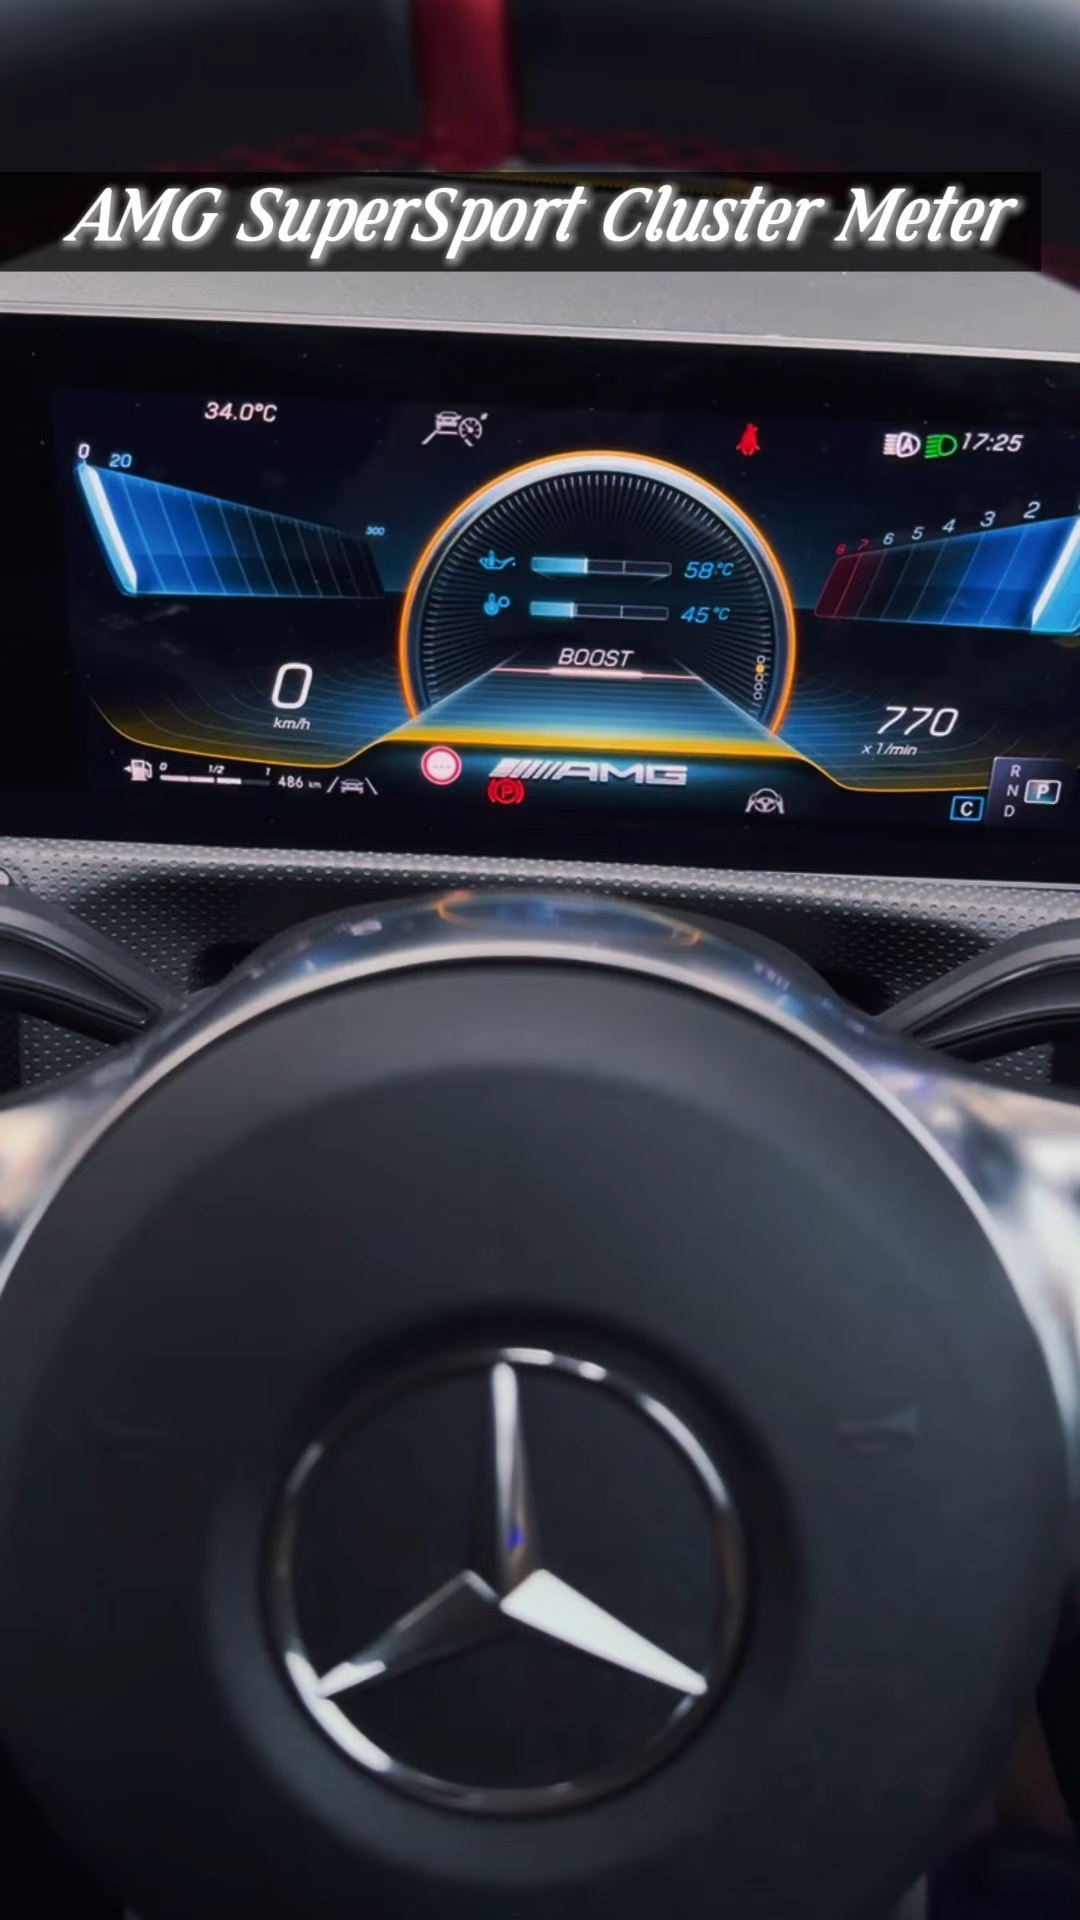 AMG SuperSport Cluster Meter
34.0°C
17:25
0 20
300
8 7 6 5 4 3 2
58°C
45°C
BOOST
0
km/h
770
x 1/min
0 1/2 1
486 km
AMG
P
C
R
N P
D